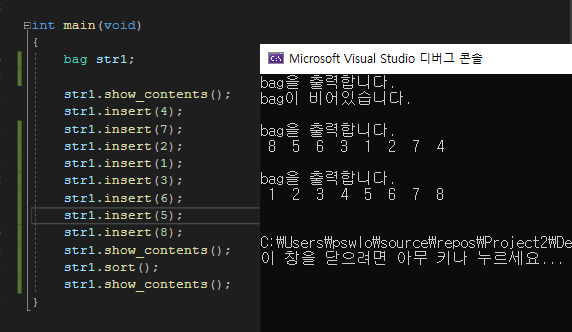 int main(void)
{
bag str1;
str1.show_contents();
str1.insert(4);
str1.insert(7);
str1.insert(2);
str1.insert(1);
str1.insert(3);
str1.insert(6);
str1.insert(5);
str1.insert(8);
str1.show_contents();
str1.sort();
str1.show_contents();
}
Microsoft Visual Studio 디버그 콘솔
bag을 출력합니다.
bag이 비어있습니다.
bag을 출력합니다.
8 5 6 3 1 2 7 4
bag을 출력합니다.
1 2 3 4 5 6 7 8
C:₩Users₩pswlo₩source₩repos₩Project2₩De
이 창을 닫으려면 아무 키나 누르세요...